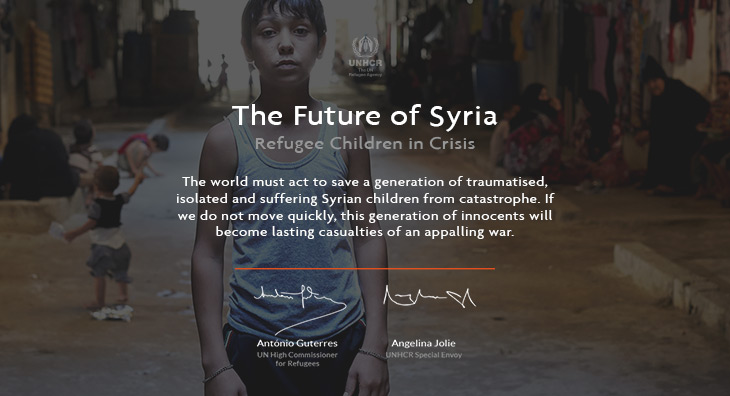 UNHCR
The UN
Refugee Agency
The Future of Syria
Refugee Children in Crisis
The world must act to save a generation of traumatised,
isolated and suffering Syrian children from catastrophe. If
we do not move quickly, this generation of innocents will
become lasting casualties of an appalling war.
António Guterres
UN High Commissioner
for Refugees
Angelina Jolie
UNHCR Special Envoy